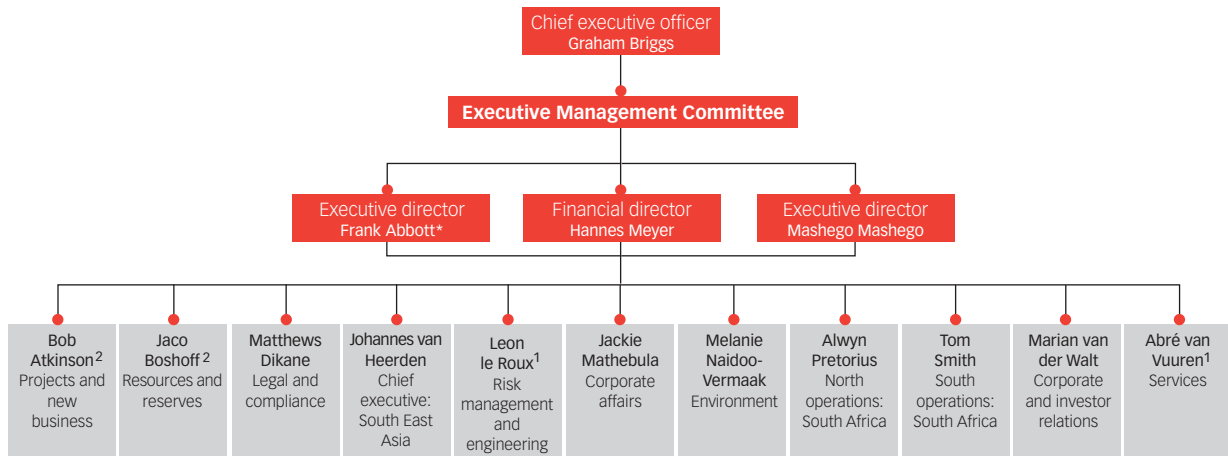 Chief executive officer
Graham Briggs
Executive Management Committee
Executive director
Frank Abbott*
Financial director
Hannes Meyer
Executive director
Mashego Mashego
Bob
Atkinson²
Projects and
new
business
Jaco
Boshoff²
Resources and
reserves
Matthews
Dikane
Legal and
compliance
Johannes van
Heerden
Chief
executive:
South East
Asia
Leon
le Roux¹
Risk
management
and
engineering
Jackie
Mathebula
Corporate
affairs
Melanie
Naidoo-
Vermaak
Environment
Alwyn
Pretorius
North
operations:
South Africa
Tom
Smith
South
operations:
South Africa
Marian van
der Walt
Corporate
and investor
relations
Abré van
Vuuren¹
Services